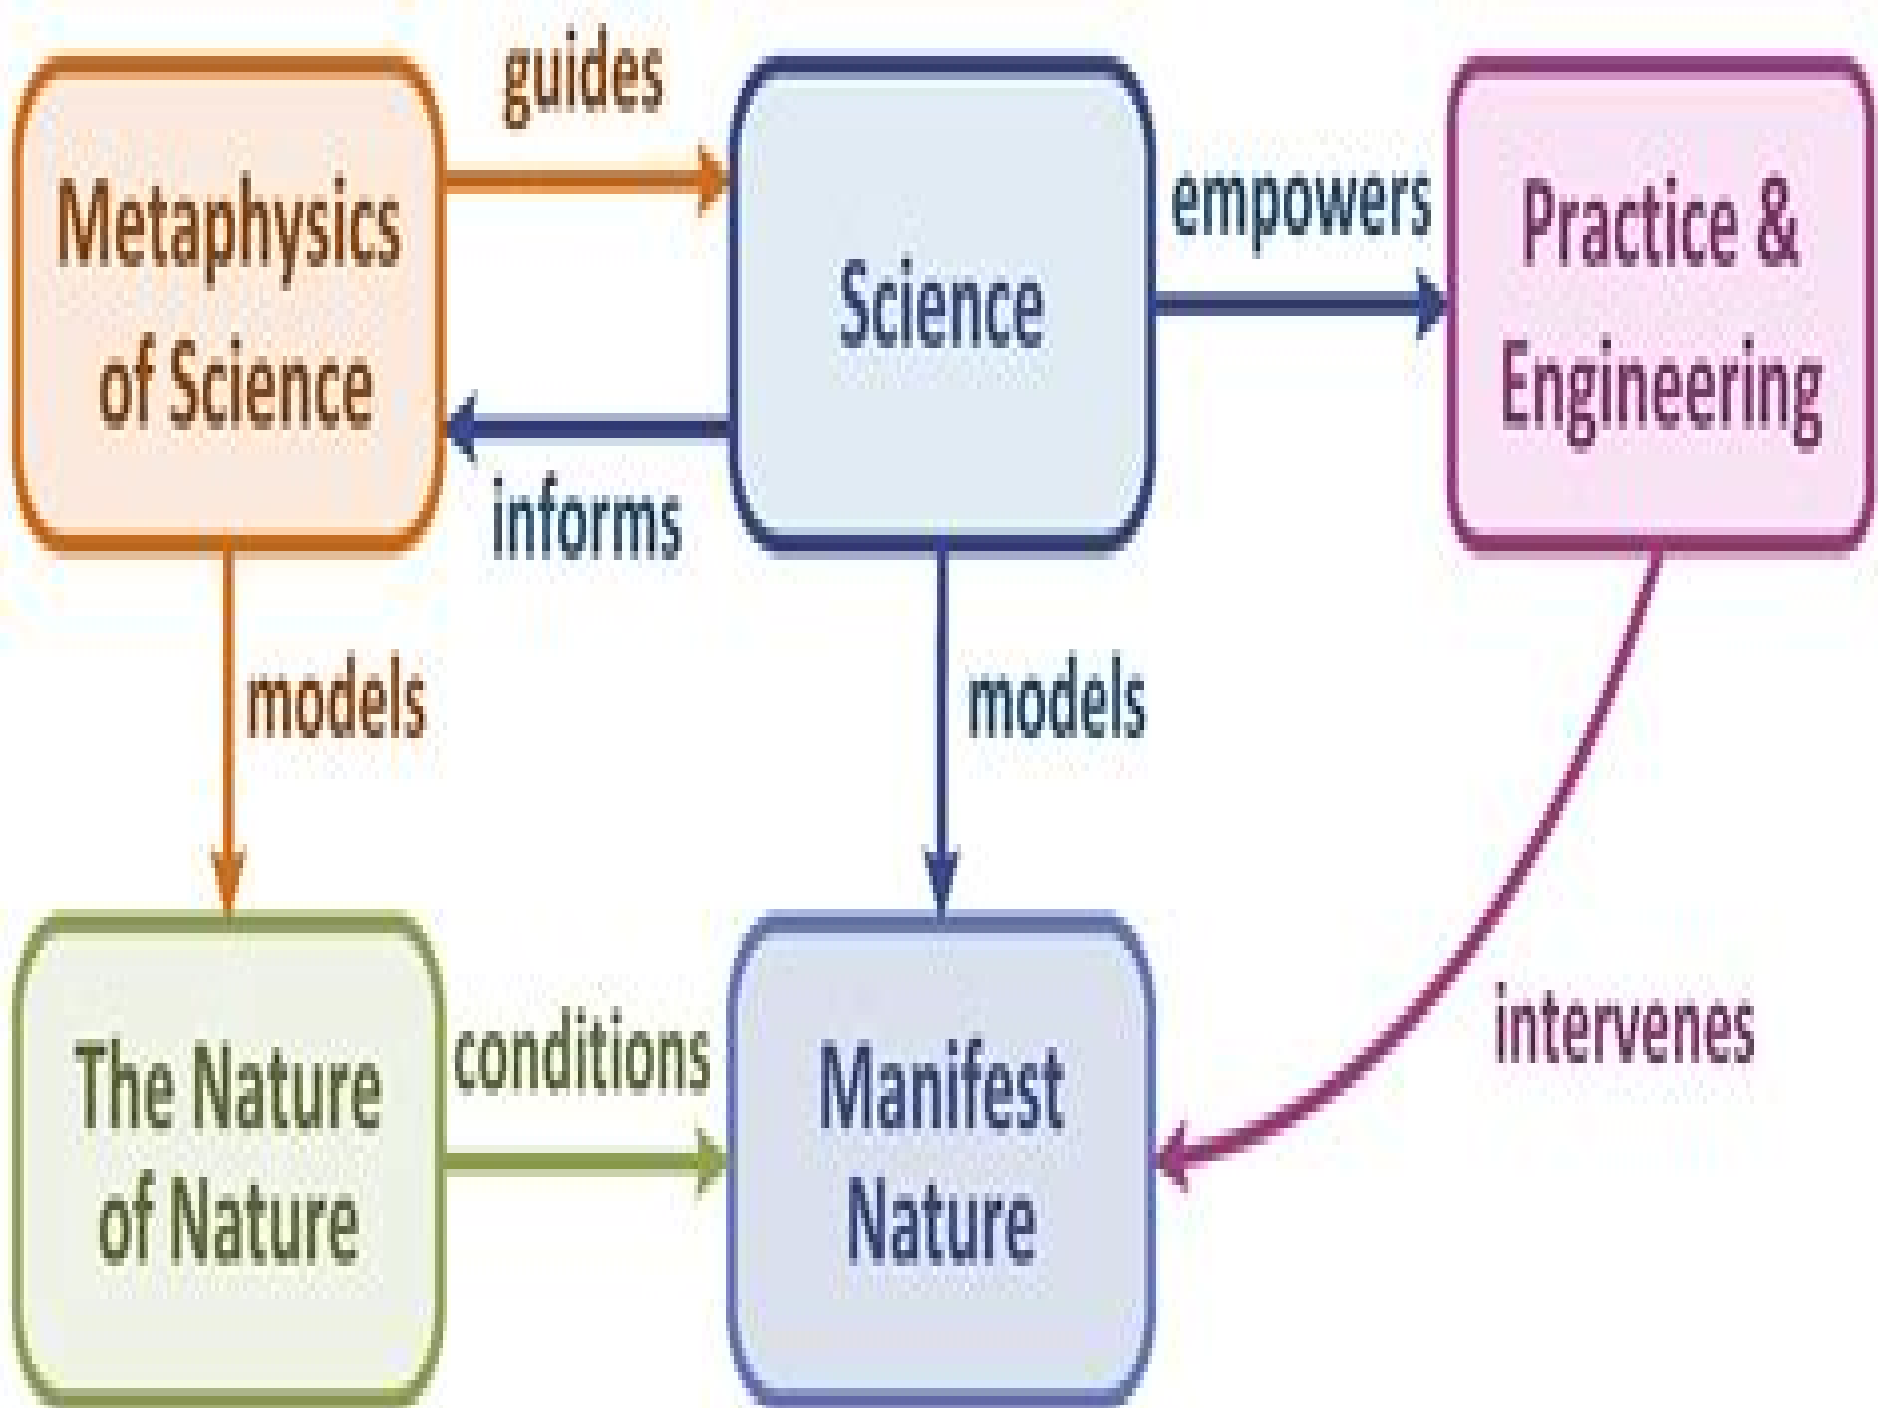 guides
Metaphysics
of Science
Science
empowers
Practice &
Engineering
informs
models
models
The Nature
of Nature
conditions
Manifest
Nature
intervenes